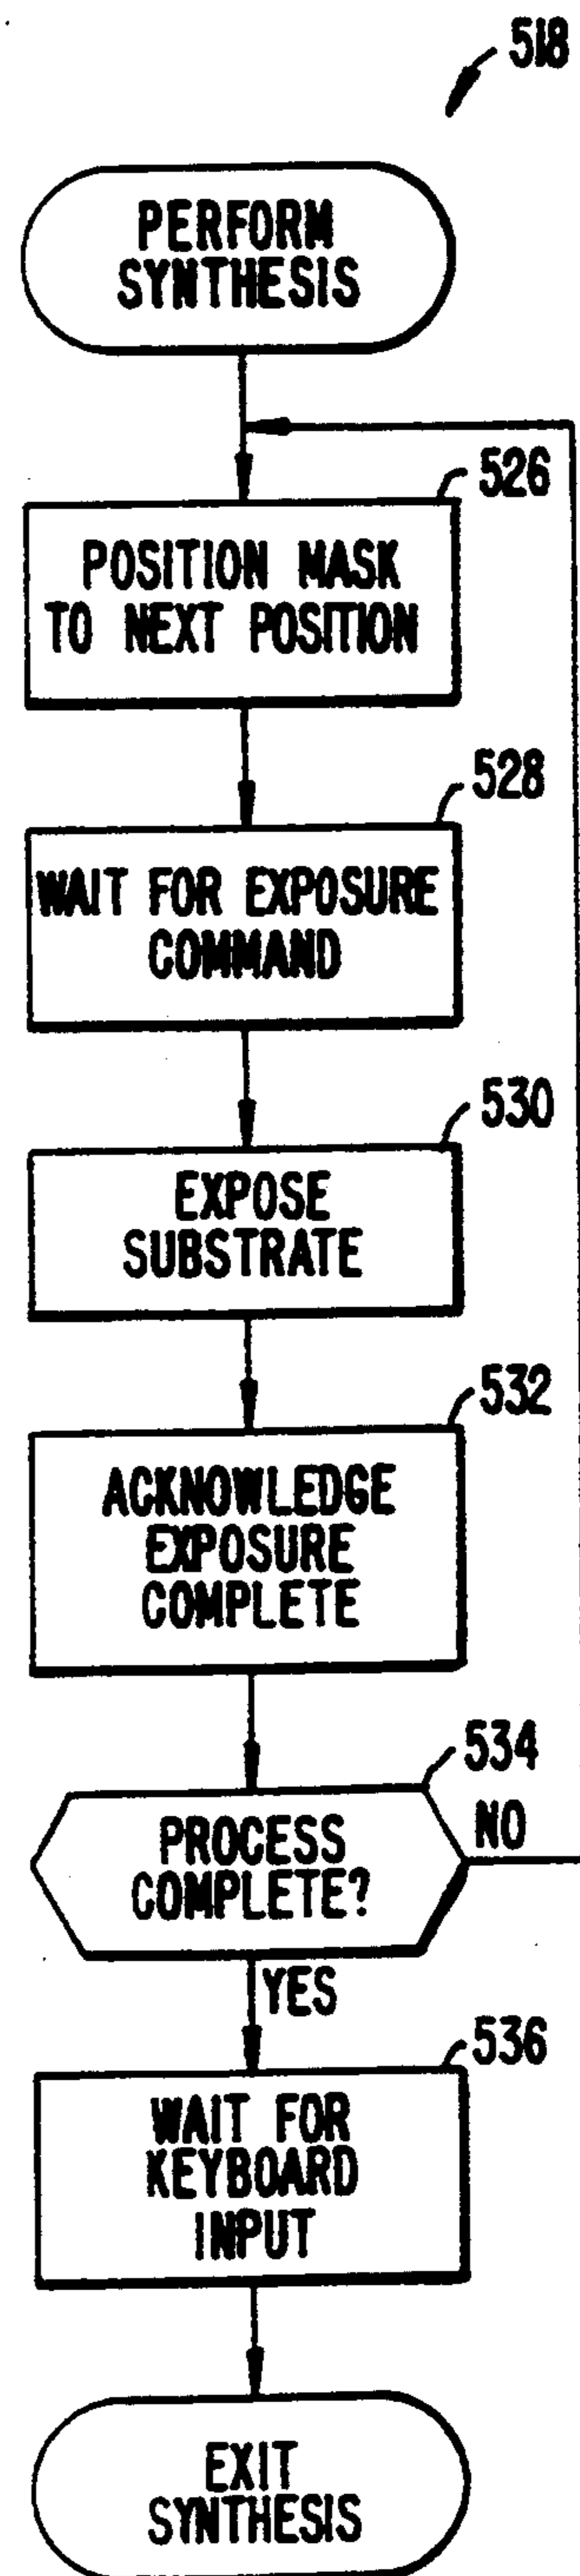 518
PERFORM
SYNTHESIS
526
POSITION MASK
TO NEXT POSITION
528
WAIT FOR EXPOSURE
COMMAND
530
EXPOSE
SUBSTRATE
532
ACKNOWLEDGE
EXPOSURE
COMPLETE
534
PROCESS
COMPLETE?
NO
YES
536
WAIT FOR
KEYBOARD
INPUT
EXIT
SYNTHESIS